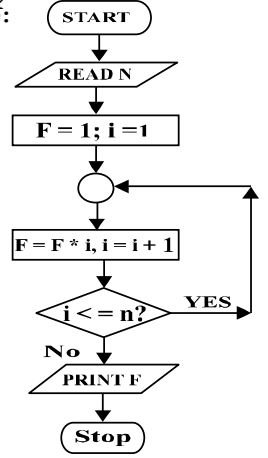 START
READ N
F = 1; i =1
F = F * i, i = i + 1
i < = n?
YES
No
PRINT F
Stop